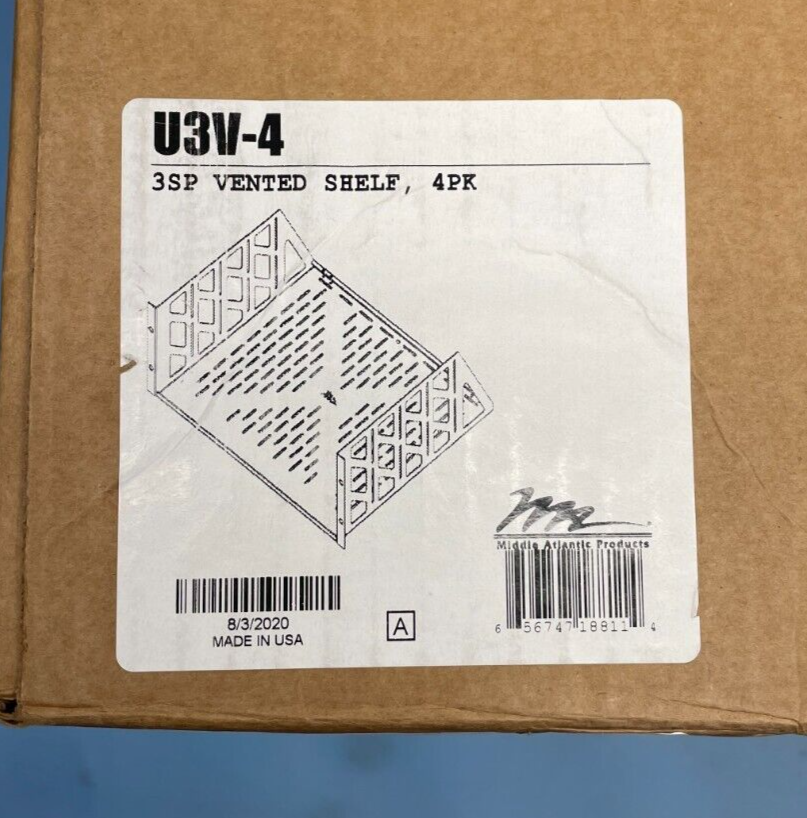 U3V-4
3SP VENTED SHELF, 4PK
Middle Atlantic Products
8/3/2020
MADE IN USA
A
6 56747 18811 4